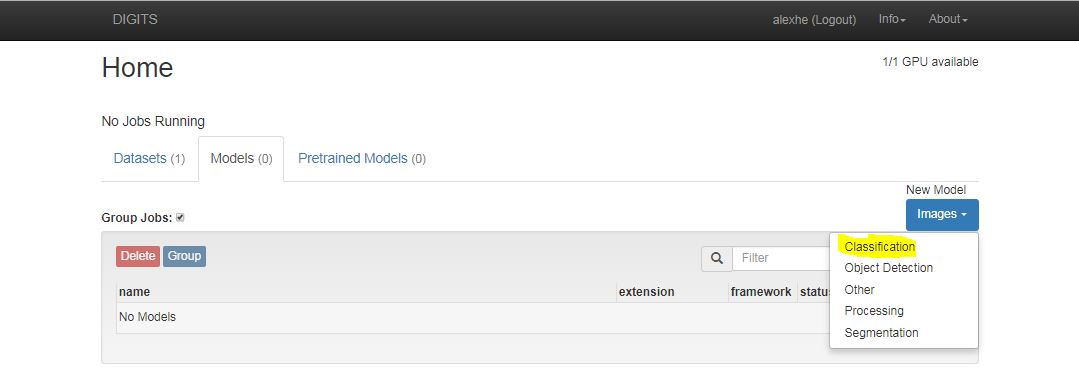 DIGITS alexhe (Logout) Info About
Home 1/1 GPU available
No Jobs Running
Datasets (1) Models (0) Pretrained Models (0)
New Model
Group Jobs: Images
Classification
Delete Group Filter
Object Detection
name extension framework
Other
No Models
Processing
Segmentation